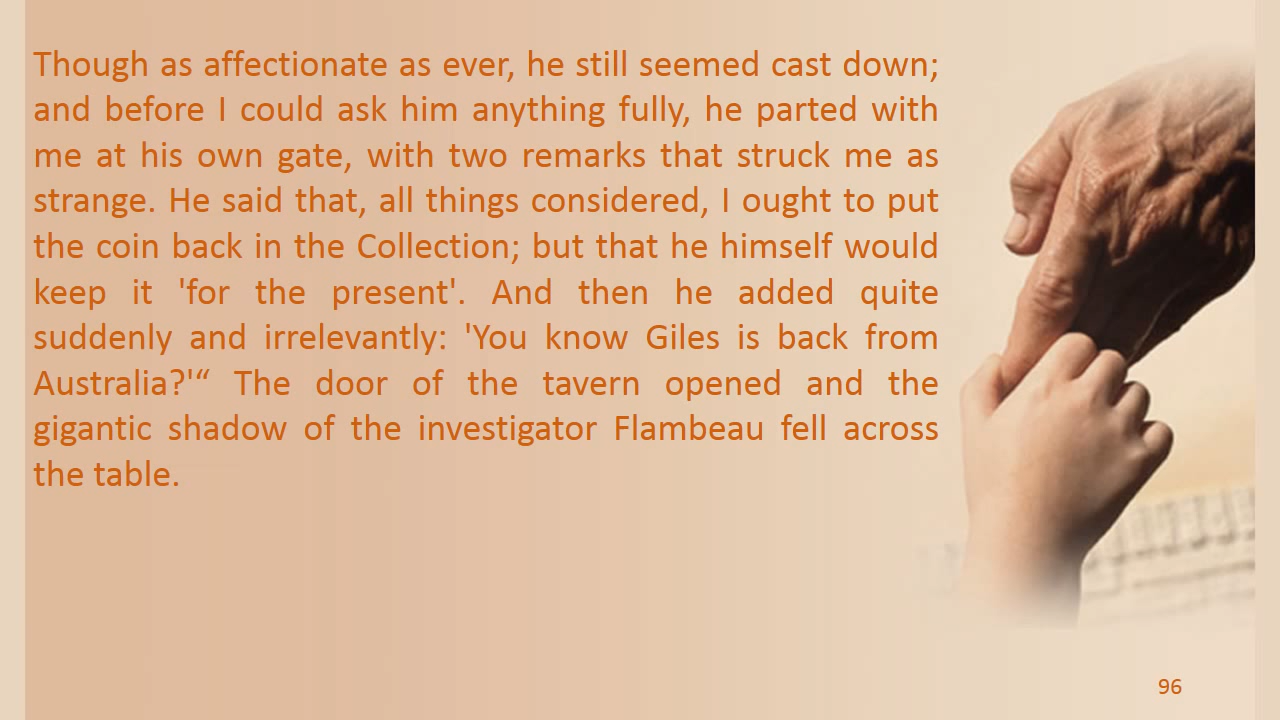 Though as affectionate as ever, he still seemed cast down;
and before I could ask him anything fully, he parted with
me at his own gate, with two remarks that struck me as
strange. He said that, all things considered, I ought to put
the coin back in the Collection; but that he himself would
keep it 'for the present'. And then he added quite
suddenly and irrelevantly: 'You know Giles is back from
Australia?'“ The door of the tavern opened and the
gigantic shadow of the investigator Flambeau fell across
the table.
96